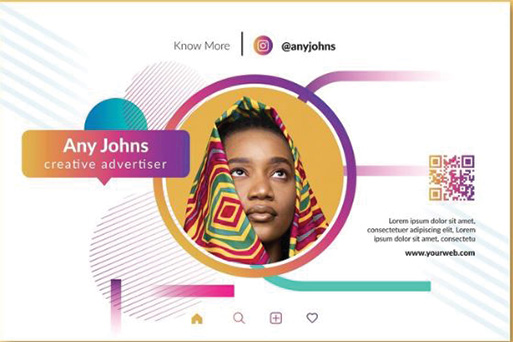 Know More
@anyjohns
Any Johns
creative advertiser
Lorem ipsum dolor sit amet,
consectetuer adipiscing elit. Lorem
ipsum dolor sit amet, consectetu
www.yourweb.com